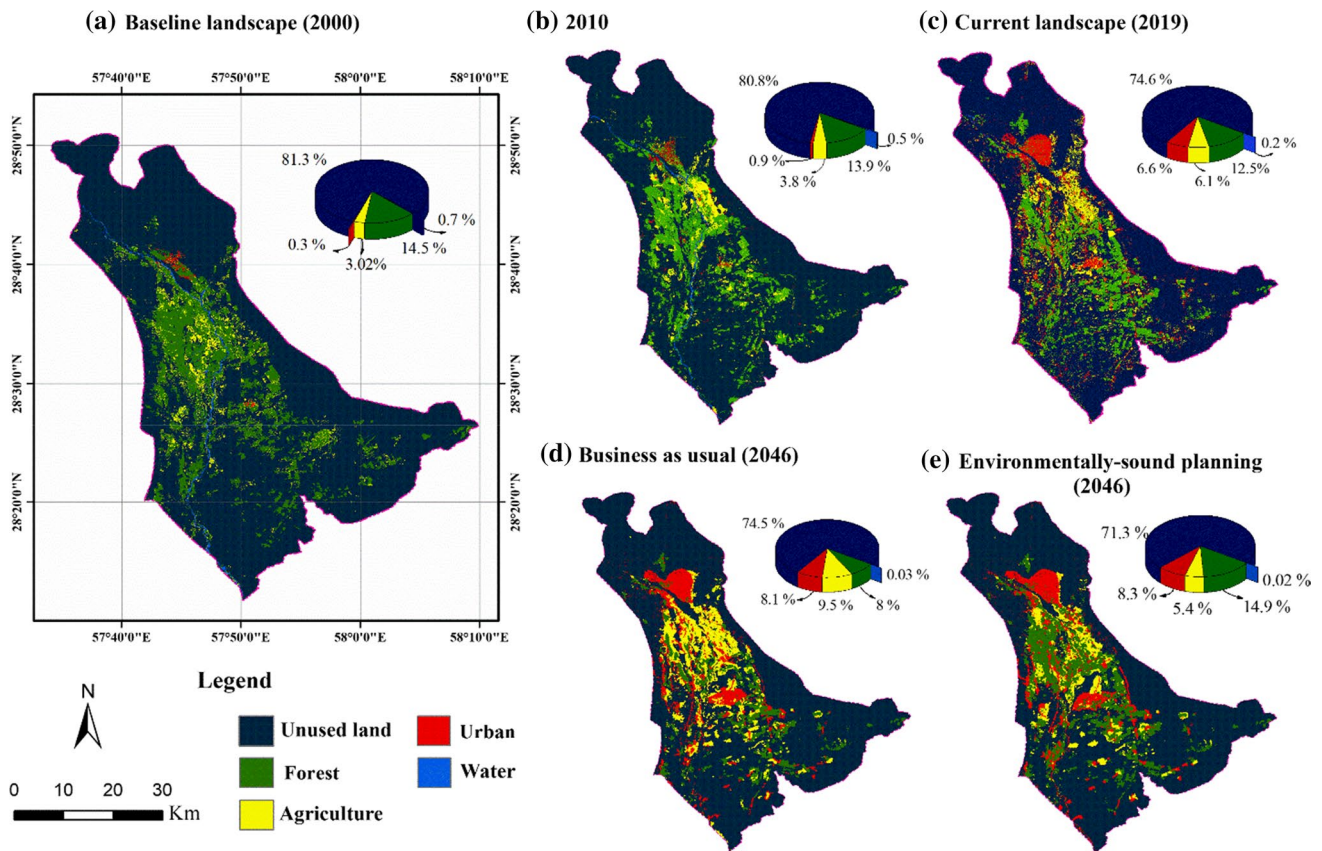 (a) Baseline landscape (2000)
57°40'0"E 57°50'0"E 58°0'0"E 58°10'0"E
28°50'0"N
28°40'0"N
28°30'0"N
28°20'0"N
81.3 %
0.7 %
14.5 %
3.02%
0.3 %
28°50'0"N
28°40'0"N
28°30'0"N
28°20'0"N
57°40'0"E 57°50'0"E 58°0'0"E 58°10'0"E
(b) 2010
80.8%
0.5 %
13.9%
3.8 %
0.9 %
(c) Current landscape (2019)
74.6 %
0.2 %
12.5%
6.1 %
6.6 %
(d) Business as usual (2046)
74.5 %
0.03 %
8 %
9.5 %
8.1 %
(e) Environmentally-sound planning
(2046)
71.3 %
0.02 %
14.9 %
5.4 %
8.3 %
N
0 10 20 30
Km
Legend
Unused land
Forest
Agriculture
Urban
Water